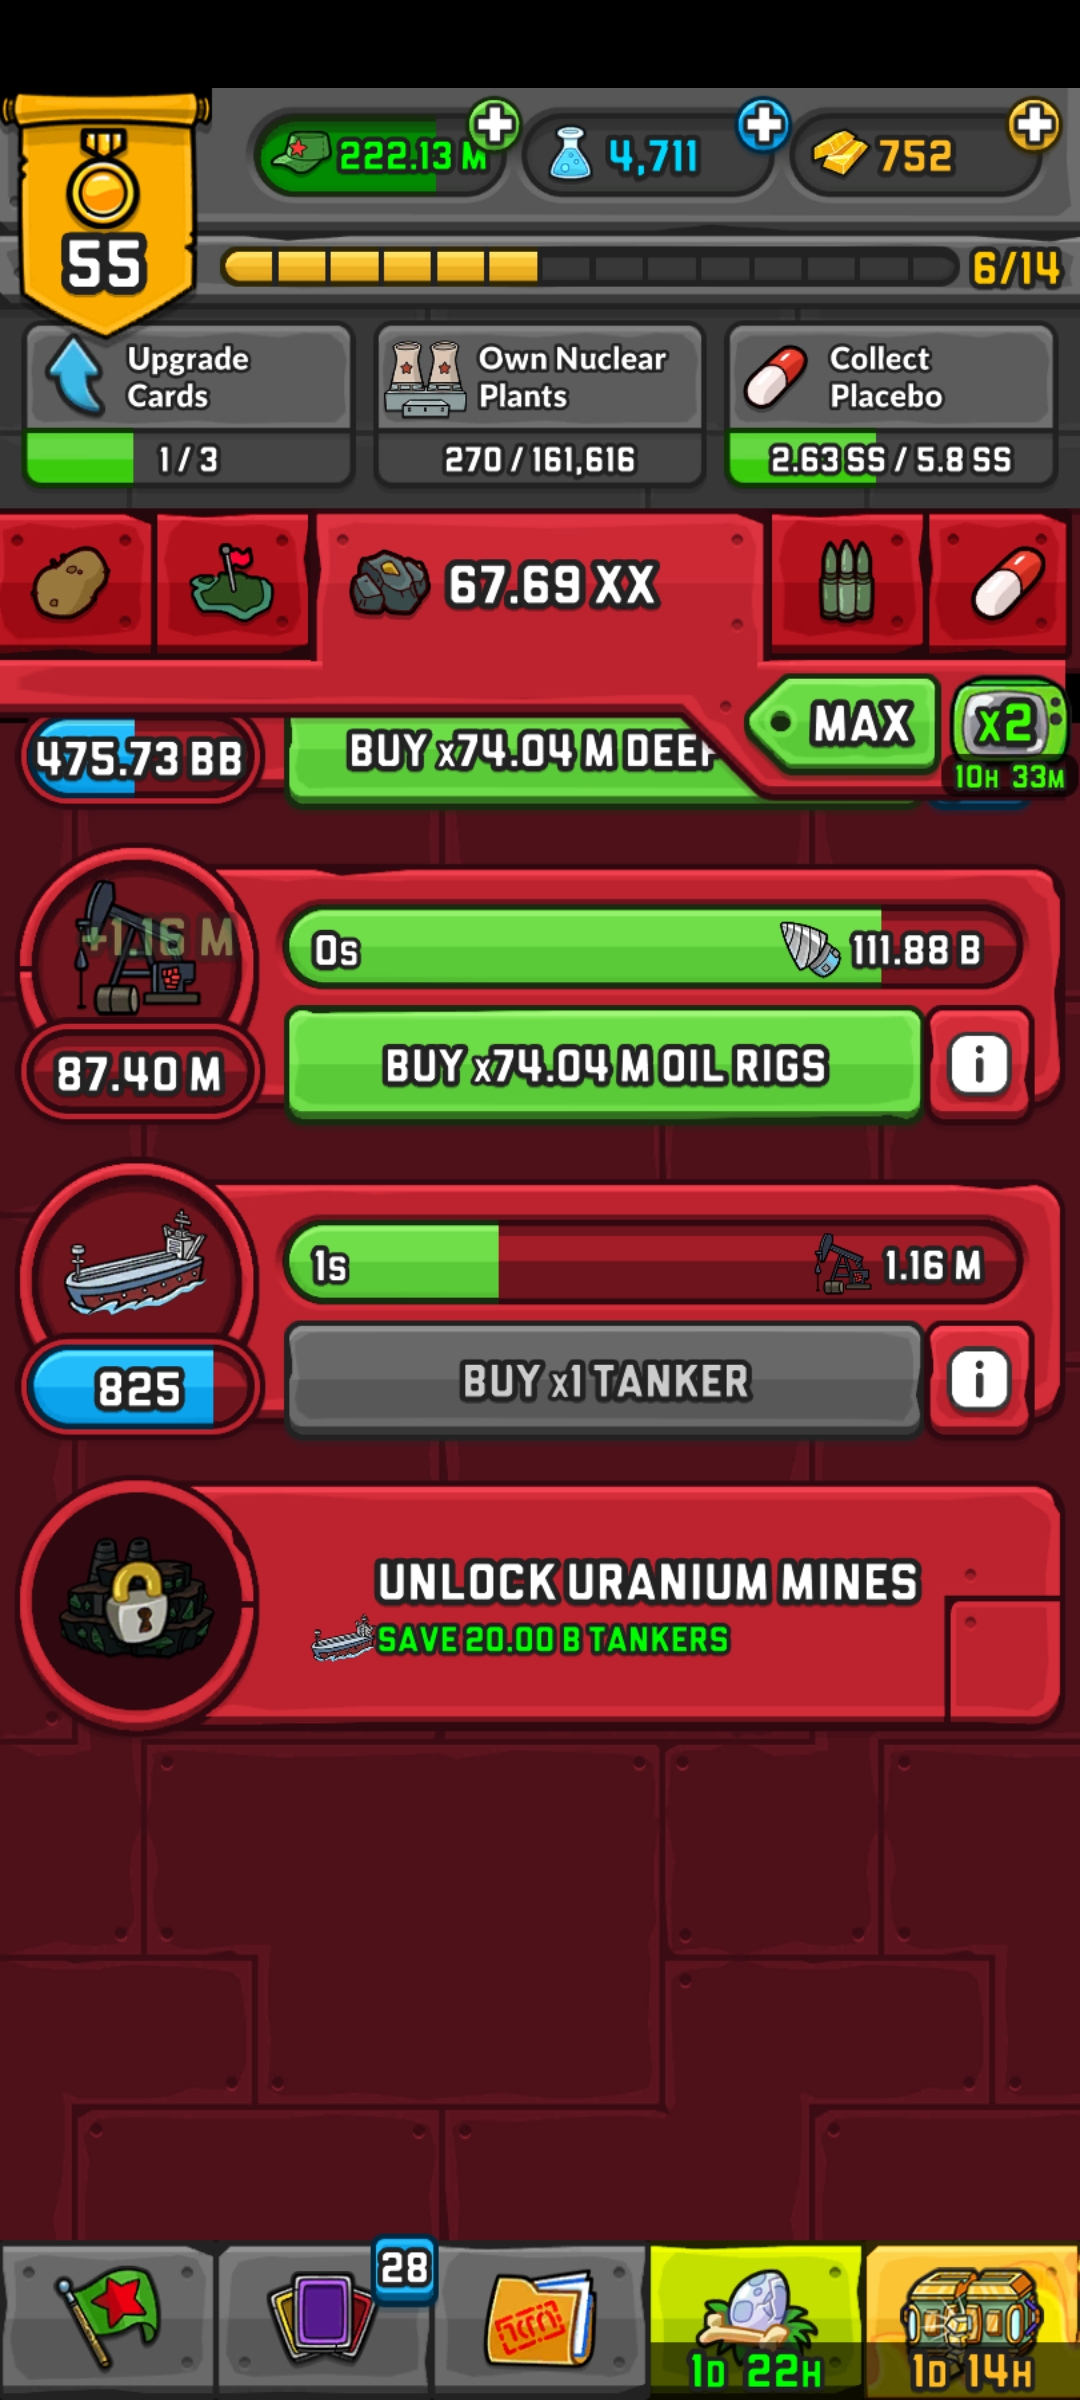 222.13 M
4,711
752
55
6/14
Upgrade
Cards
1 / 3
Own Nuclear
Plants
270 / 161,616
Collect
Placebo
2.63 SS / 5.8 SS
67.69 XX
MAX
x2
10H 33M
475.73 BB
BUY x74.04 M DEEP
+1.16 M
0s
111.88 B
87.40 M
BUY x74.04 M OIL RIGS
i
1s
1.16 M
825
BUY x1 TANKER
i
UNLOCK URANIUM MINES
SAVE 20.00 B TANKERS
28
1D 22H
1D 14H